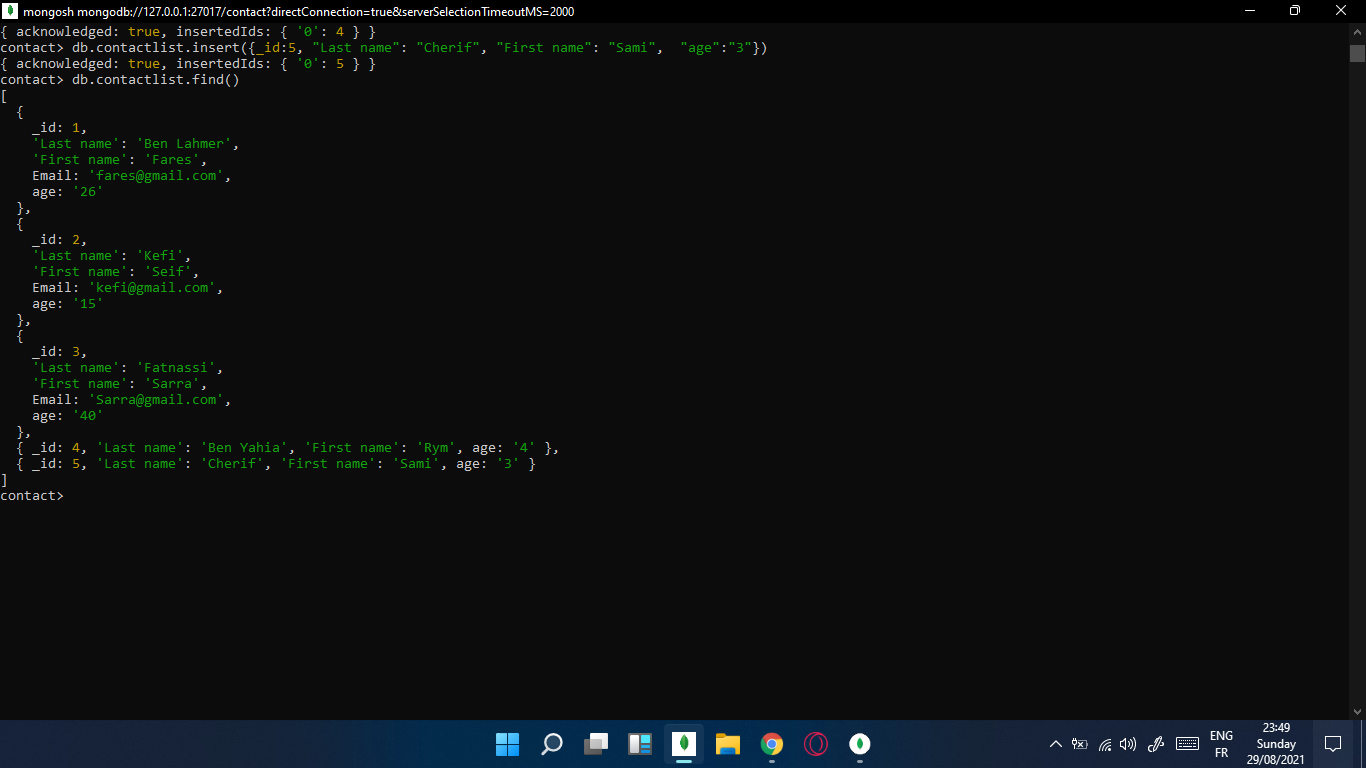 mongosh mongodb://127.0.0.1:27017/contact?directConnection=true&serverSelectionTimeoutMS=2000
{ acknowledged: true, insertedIds: { '0': 4 } }
contact> db.contactlist.insert({_id:5, "Last name": "Cherif", "First name": "Sami",  "age":"3"})
{ acknowledged: true, insertedIds: { '0': 5 } }
contact> db.contactlist.find()
[
  {
    _id: 1,
    'Last name': 'Ben Lahmer',
    'First name': 'Fares',
    Email: 'fares@gmail.com',
    age: '26'
  },
  {
    _id: 2,
    'Last name': 'Kefi',
    'First name': 'Seif',
    Email: 'kefi@gmail.com',
    age: '15'
  },
  {
    _id: 3,
    'Last name': 'Fatnassi',
    'First name': 'Sarra',
    Email: 'Sarra@gmail.com',
    age: '40'
  },
  { _id: 4, 'Last name': 'Ben Yahia', 'First name': 'Rym', age: '4' },
  { _id: 5, 'Last name': 'Cherif', 'First name': 'Sami', age: '3' }
]
contact>
ENG
FR
23:49
Sunday
29/08/2021